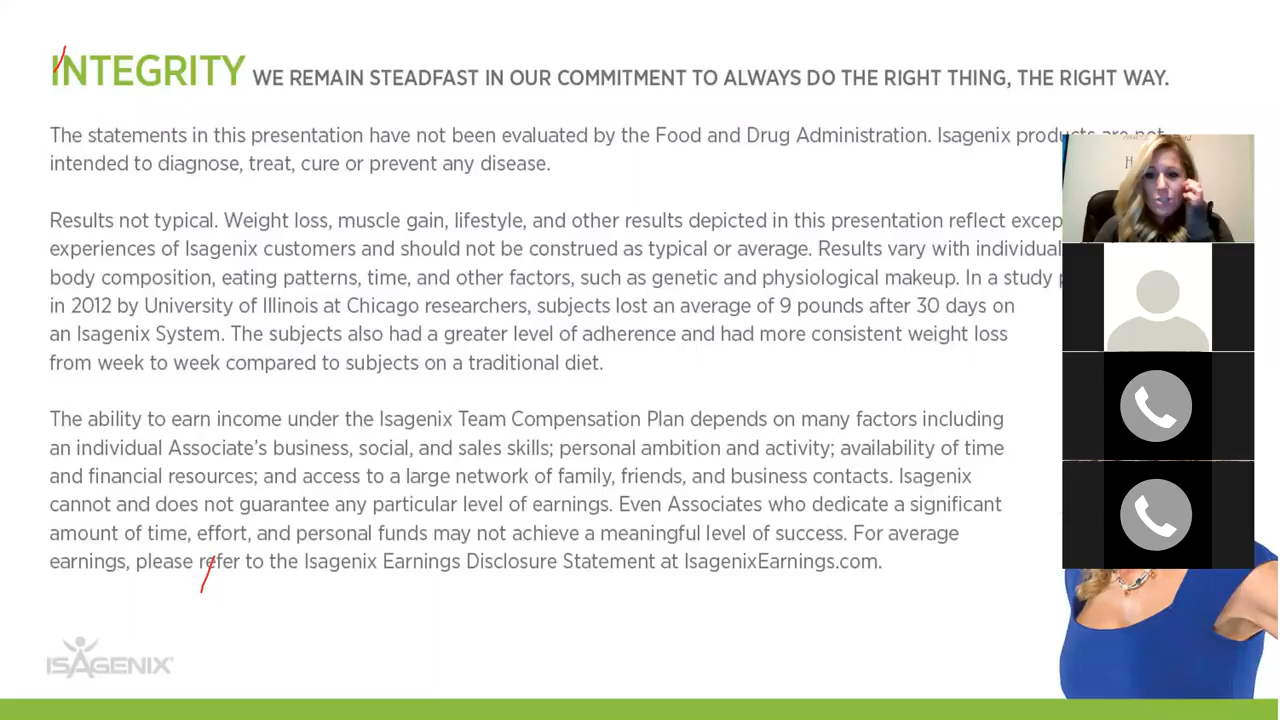 INTEGRITY WE REMAIN STEADFAST IN OUR COMMITMENT TO ALWAYS DO THE RIGHT THING, THE RIGHT WAY.
The statements in this presentation have not been evaluated by the Food and Drug Administration. Isagenix products are not
intended to diagnose, treat, cure or prevent any disease.
Results not typical. Weight loss, muscle gain, lifestyle, and other results depicted in this presentation reflect
experiences of Isagenix customers and should not be construed as typical or average. Results vary with individual
body composition, eating patterns, time, and other factors, such as genetic and physiological makeup. In a study
in 2012 by University of Illinois at Chicago researchers, subjects lost an average of 9 pounds after 30 days on
an Isagenix System. The subjects also had a greater level of adherence and had more consistent weight loss
from week to week compared to subjects on a traditional diet.
The ability to earn income under the Isagenix Team Compensation Plan depends on many factors including
an individual Associate's business, social, and sales skills; personal ambition and activity; availability of time
and financial resources; and access to a large network of family, friends, and business contacts. Isagenix
cannot and does not guarantee any particular level of earnings. Even Associates who dedicate a significant
amount of time, effort, and personal funds may not achieve a meaningful level of success. For average
earnings, please refer to the Isagenix Earnings Disclosure Statement at IsagenixEarnings.com.
ISAGENIX